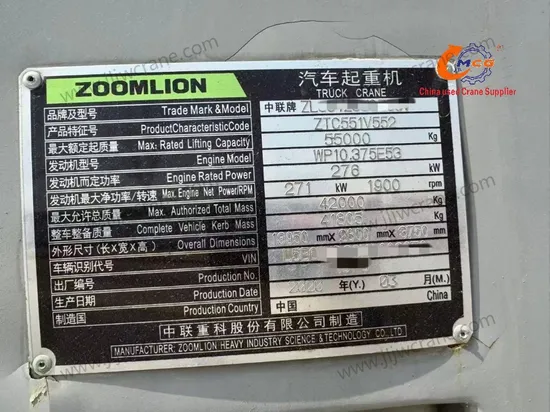 MCG
China used Crane Supplier
ZOOMLION 汽车起重机
TRUCK CRANE
品牌及型号 Trade Mark&Model 中联牌
产品特征号 ProductCharacteristicCode ZTC551V552
最大额定起质量 Max. Rated Lifting Capacity 55000 Kg
发动机型号 Engine Model WP10.375E53
发动机而定功率 Engine Rated Power 276 kW
发动机最大净功率/转速 Max. Engine Net Power/RPM 271 kW 1900 rpm
最大允许总质量 Max. Authorized Total Mass 42000 Kg
整车整备质量 Complete Vehicle Kerb Mass Kg
外形尺寸(长×宽×高) Overall Dimensions mmX mmX mm
车辆识别代号 VIN
出厂编号 Production No.
生产日期 Production Date 2020 年(Y.) 03 月(M.)
制造国 Production Country 中国 China
中联重科股份有限公司制造
MANUFACTURER: ZOOMLION HEAVY INDUSTRY SCIENCE & TECHNOLOGY CO.,LTD.
www.jljwcrane.com